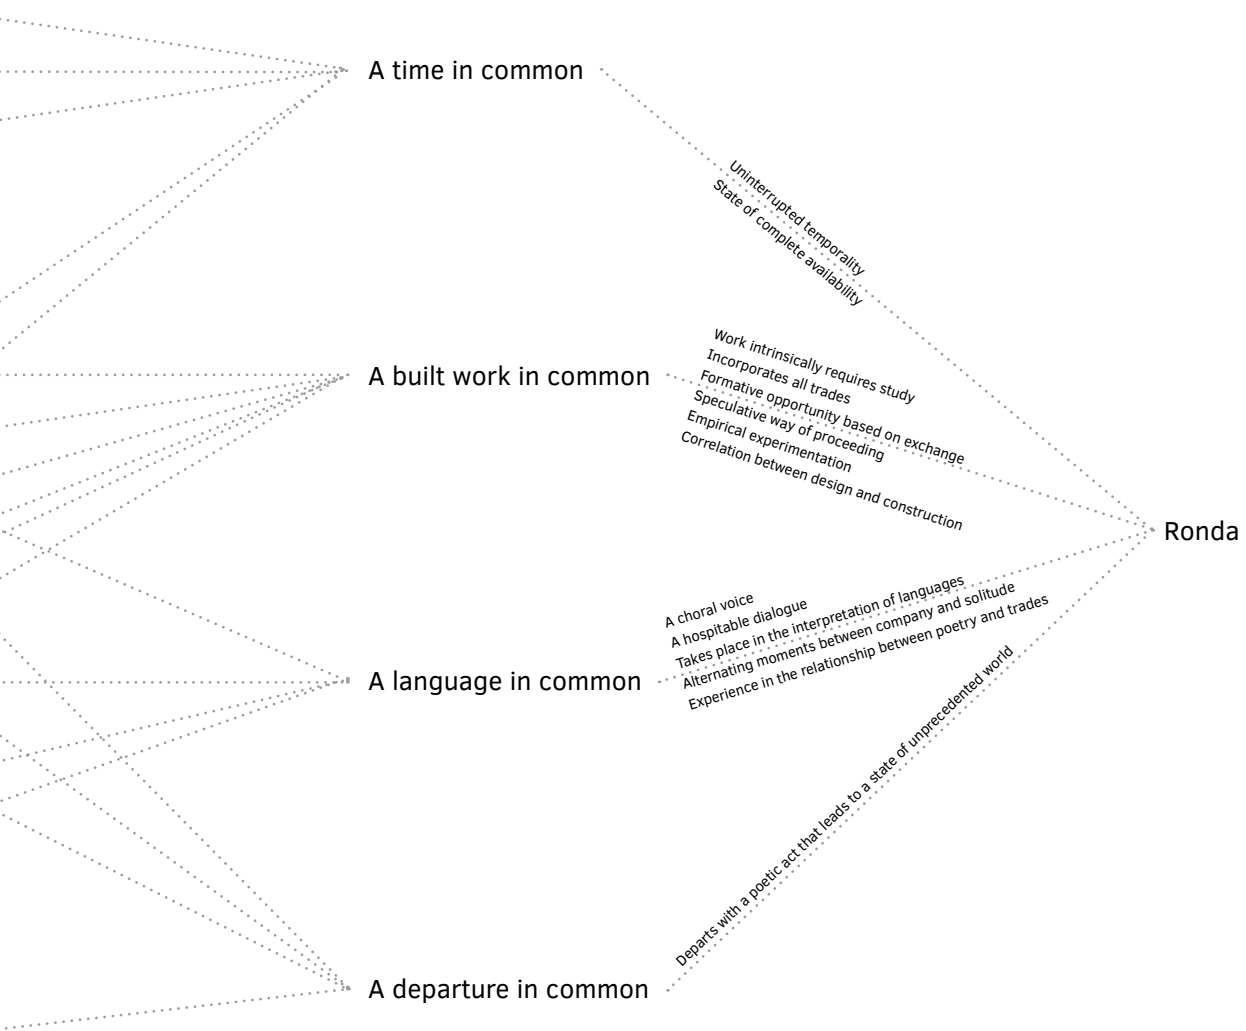 A time in common
Uninterrupted temporality
State of complete availability
A built work in common
Work intrinsically requires study
Incorporates all trades
Formative opportunity based on exchange
Speculative way of proceeding
Empirical experimentation
Correlation between design and construction
Ronda
A language in common
A choral voice
A hospitable dialogue
Takes place in the interpretation of languages
Alternating moments between company and solitude
Experience in the relationship between poetry and trades
A departure in common
Departs with a poetic act that leads to a state of unprecedented world